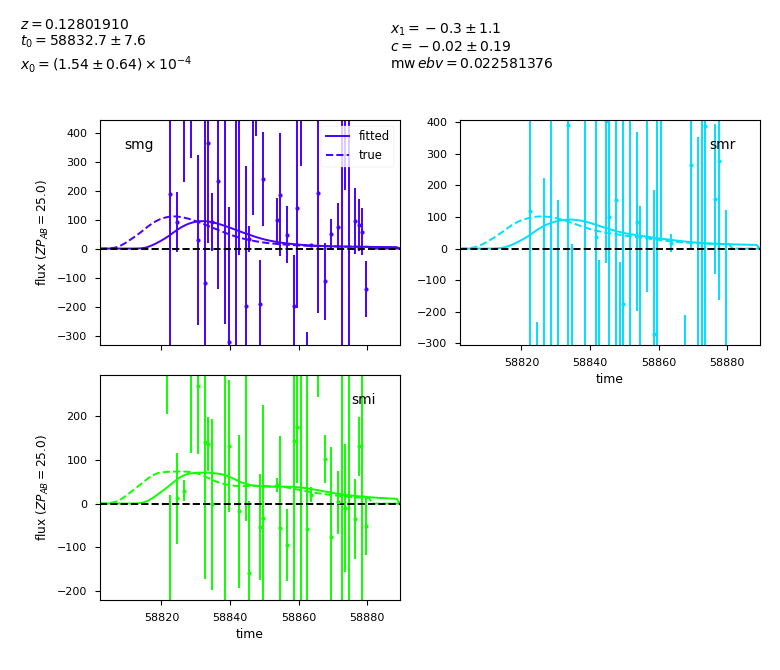 z = 0.12801910
t₀ = 58832.7 ± 7.6
x₀ = (1.54 ± 0.64) × 10⁻⁴
x₁ = −0.3 ± 1.1
c = −0.02 ± 0.19
mw ebv = 0.022581376
smg
fitted
true
400
300
200
100
0
−100
−200
−300
flux (ZP_AB = 25.0)
smr
400
300
200
100
0
−100
−200
−300
58820 58840 58860 58880
time
smi
200
100
0
−100
−200
flux (ZP_AB = 25.0)
58820 58840 58860 58880
time